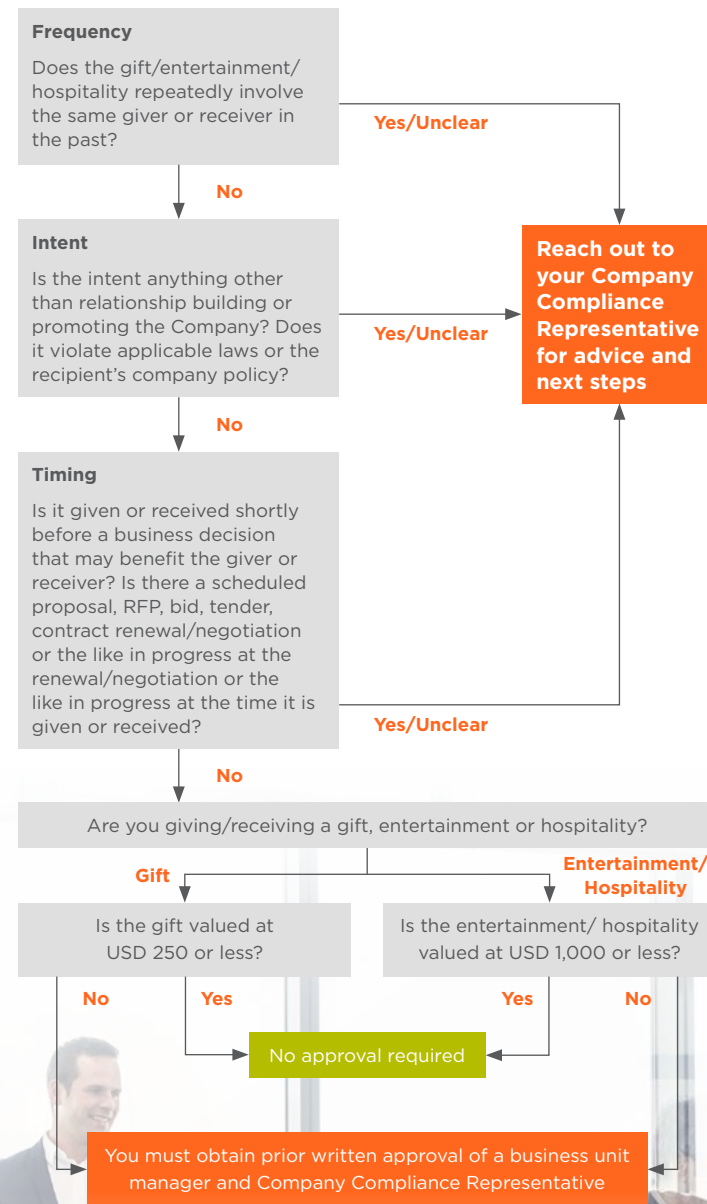 Frequency
Does the gift/entertainment/
hospitality repeatedly involve
the same giver or receiver in
the past?
Yes/Unclear
No
Intent
Is the intent anything other
than relationship building or
promoting the Company? Does
it violate applicable laws or the
recipient's company policy?
Yes/Unclear
Reach out to
your Company
Compliance
Representative
for advice and
next steps
No
Timing
Is it given or received shortly
before a business decision
that may benefit the giver or
receiver? Is there a scheduled
proposal, RFP, bid, tender,
contract renewal/negotiation
or the like in progress at the
renewal/negotiation or the
like in progress at the time it is
given or received?
Yes/Unclear
No
Are you giving/receiving a gift, entertainment or hospitality?
Gift
Entertainment/
Hospitality
Is the gift valued at
USD 250 or less?
Is the entertainment/ hospitality
valued at USD 1,000 or less?
No
Yes
Yes
No
No approval required
You must obtain prior written approval of a business unit
manager and Company Compliance Representative